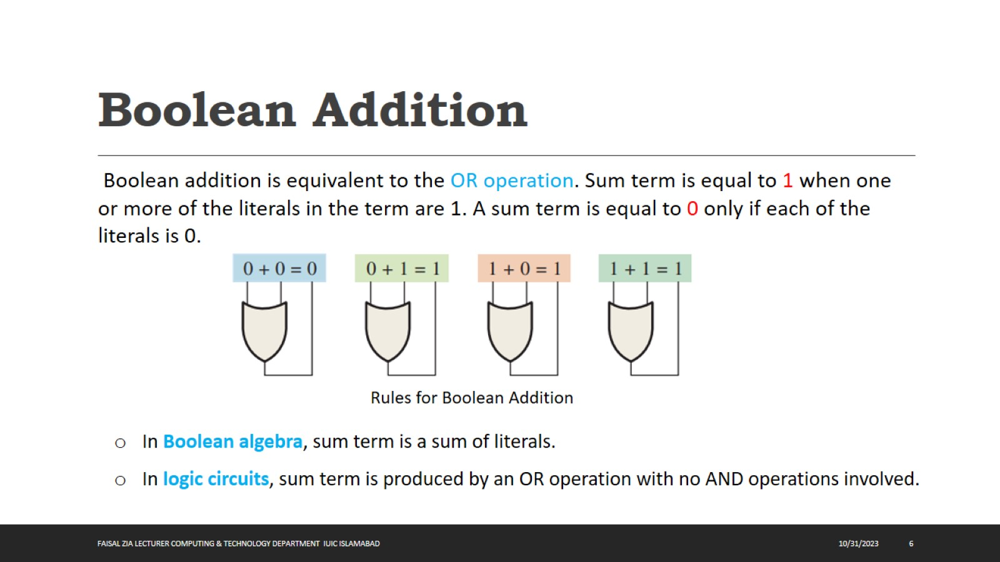 Boolean Addition
Boolean addition is equivalent to the OR operation. Sum term is equal to 1 when one
or more of the literals in the term are 1. A sum term is equal to 0 only if each of the
literals is 0.
0 + 0 = 0
0 + 1 = 1
1 + 0 = 1
1 + 1 = 1
Rules for Boolean Addition
o In Boolean algebra, sum term is a sum of literals.
o In logic circuits, sum term is produced by an OR operation with no AND operations involved.
FAISAL ZIA LECTURER COMPUTING & TECHNOLOGY DEPARTMENT IUIC ISLAMABAD
10/31/2023
6